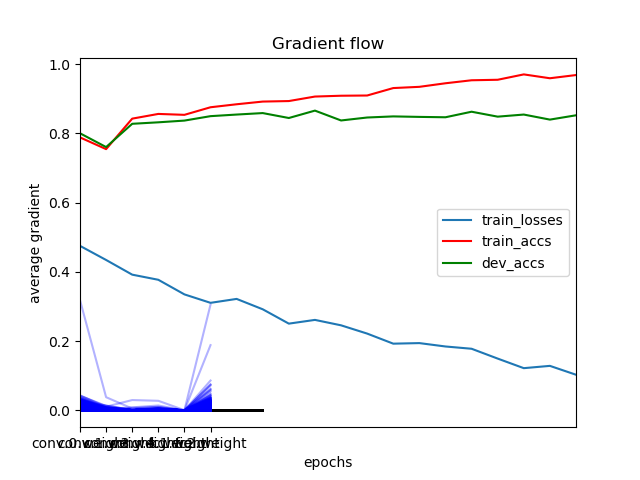 Gradient flow
1.0
0.8
0.6
0.4
0.2
0.0
average gradient
train_losses
train_accs
dev_accs
epochs